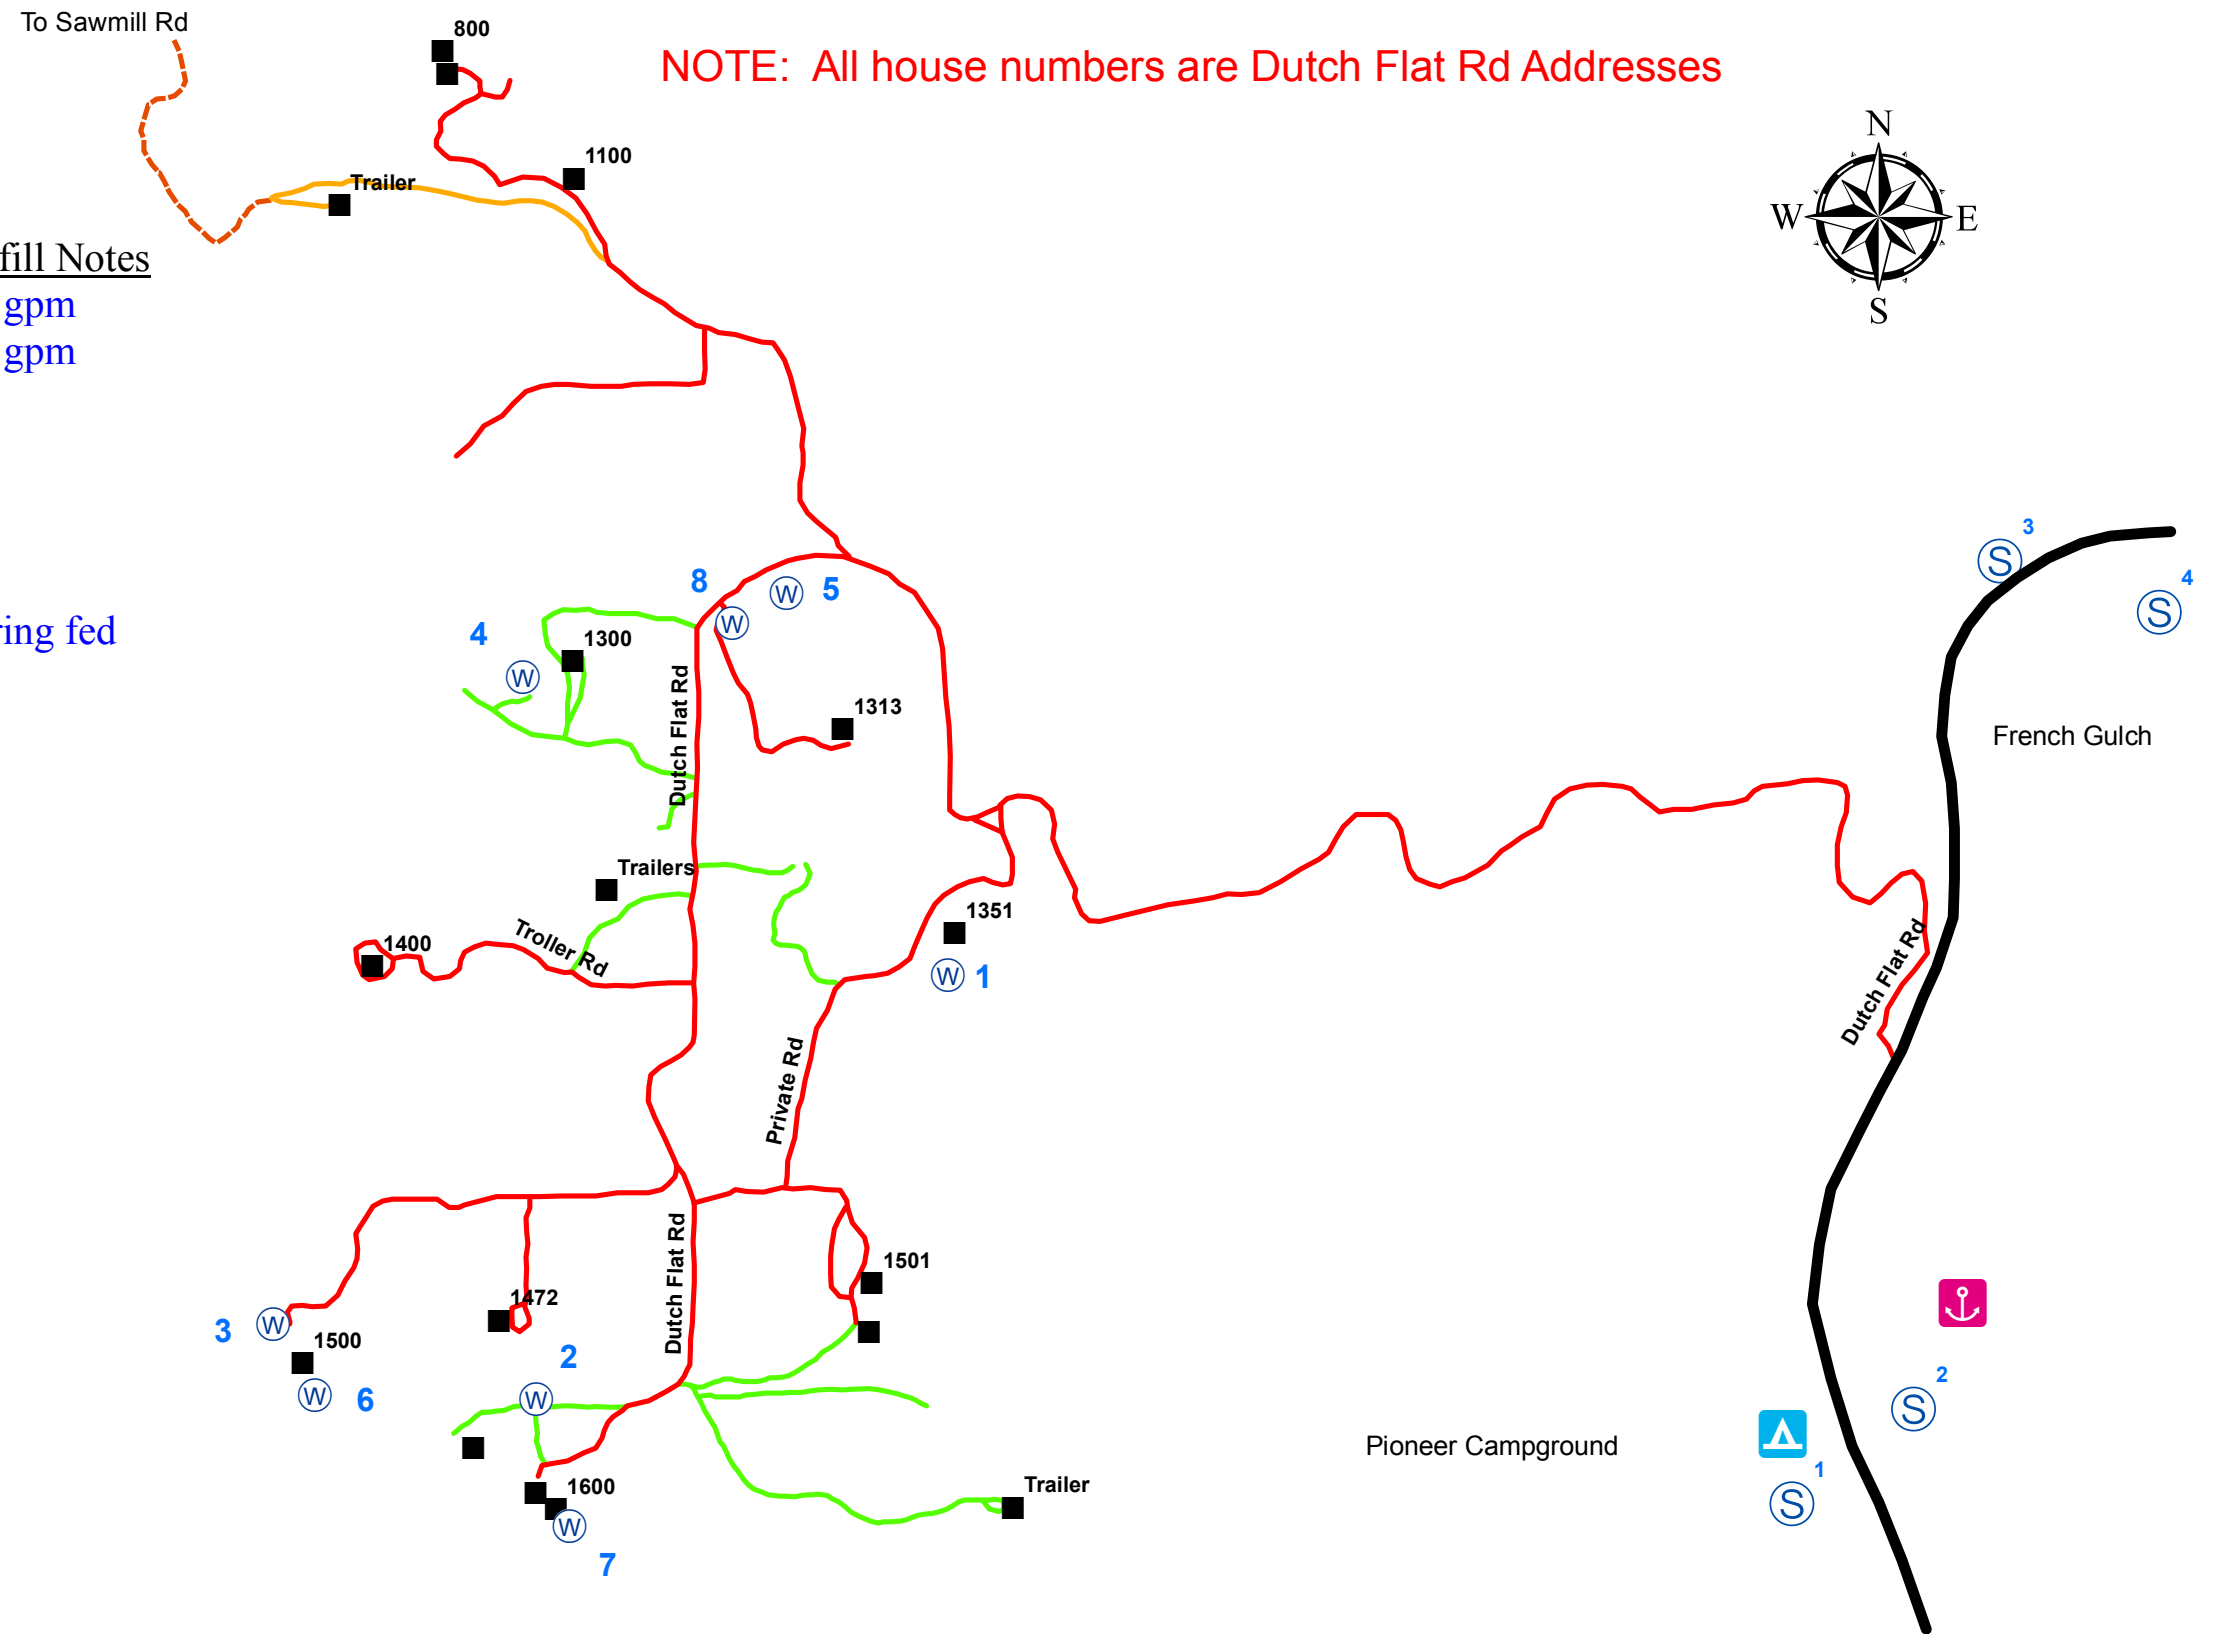 To Sawmill Rd
800
NOTE: All house numbers are Dutch Flat Rd Addresses
N
W
E
S
1100
Trailer
fill Notes
gpm
gpm
3
S
4
S
8
W
5
W
ring fed
4
W
1300
Dutch Flat Rd
1313
French Gulch
Trailers
1351
W 1
Troller Rd
1400
Dutch Flat Rd
Private Rd
Dutch Flat Rd
1501
1472
3 W
1500
W 6
2
W
2
S
Pioneer Campground
1
S
1600
W
7
Trailer